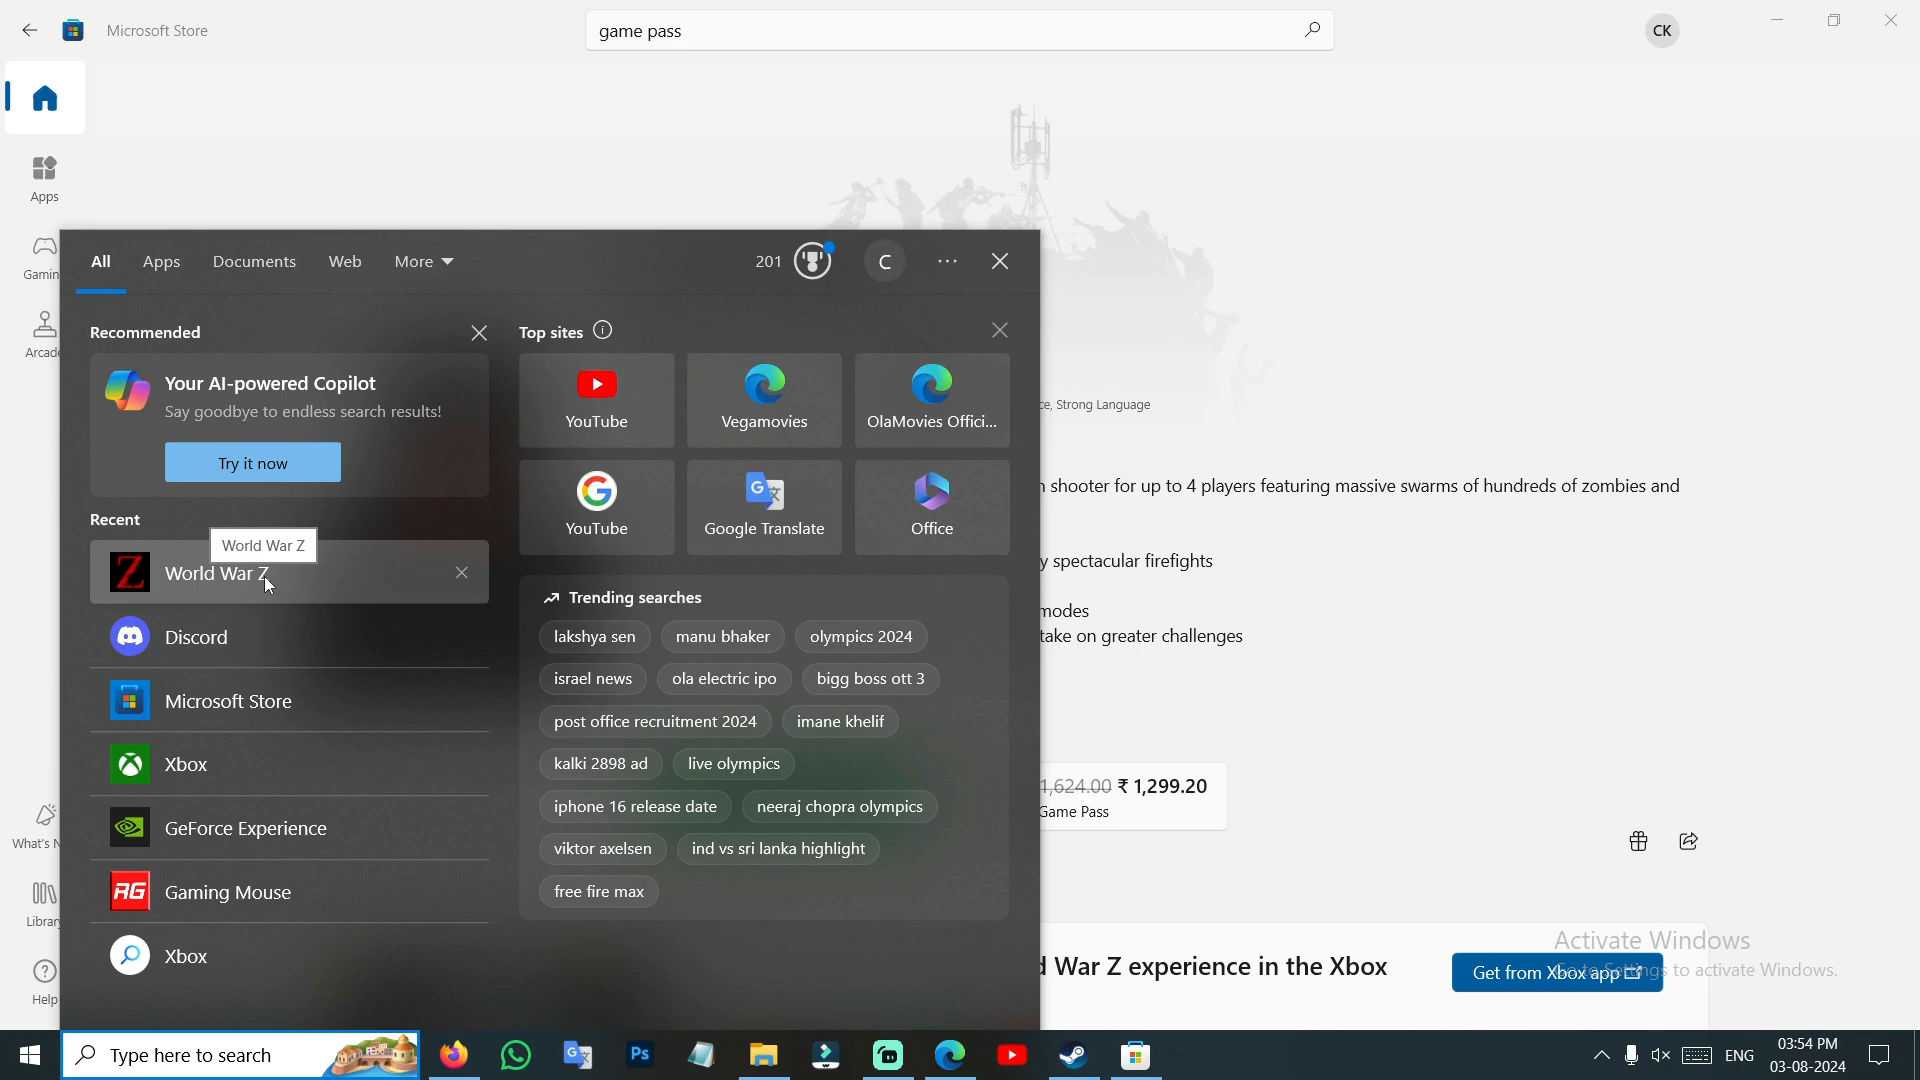 Microsoft Store
game pass
CK
Apps
Gamin
Arcade
What's N
Library
Help
All
Apps
Documents
Web
More
201
C
Recommended
Your AI-powered Copilot
Say goodbye to endless search results!
Try it now
Recent
World War Z
World War Z
Discord
Microsoft Store
Xbox
GeForce Experience
RG
Gaming Mouse
Xbox
Top sites
YouTube
Vegamovies
OlaMovies Offici...
YouTube
Google Translate
Office
Trending searches
lakshya sen
manu bhaker
olympics 2024
israel news
ola electric ipo
bigg boss ott 3
post office recruitment 2024
imane khelif
kalki 2898 ad
live olympics
iphone 16 release date
neeraj chopra olympics
viktor axelsen
ind vs sri lanka highlight
free fire max
ce, Strong Language
n shooter for up to 4 players featuring massive swarms of hundreds of zombies and
y spectacular firefights
modes
take on greater challenges
1,624.00 ₹ 1,299.20
Game Pass
d War Z experience in the Xbox
Get from Xbox app
Activate Windows
Go to Settings to activate Windows.
Type here to search
Ps
ENG
03:54 PM
03-08-2024